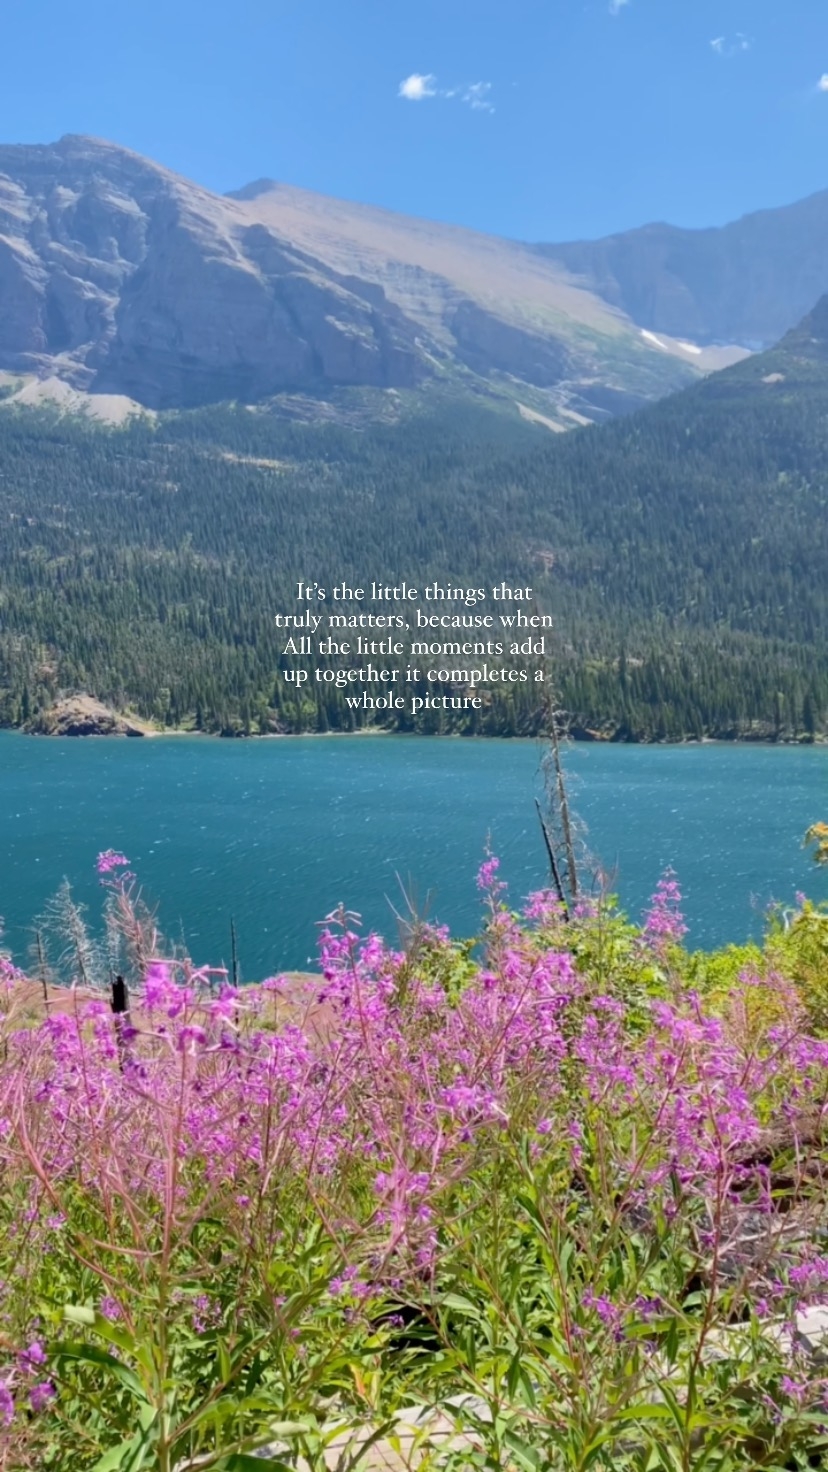 It’s the little things that
truly matters, because when
All the little moments add
up together it completes a
whole picture